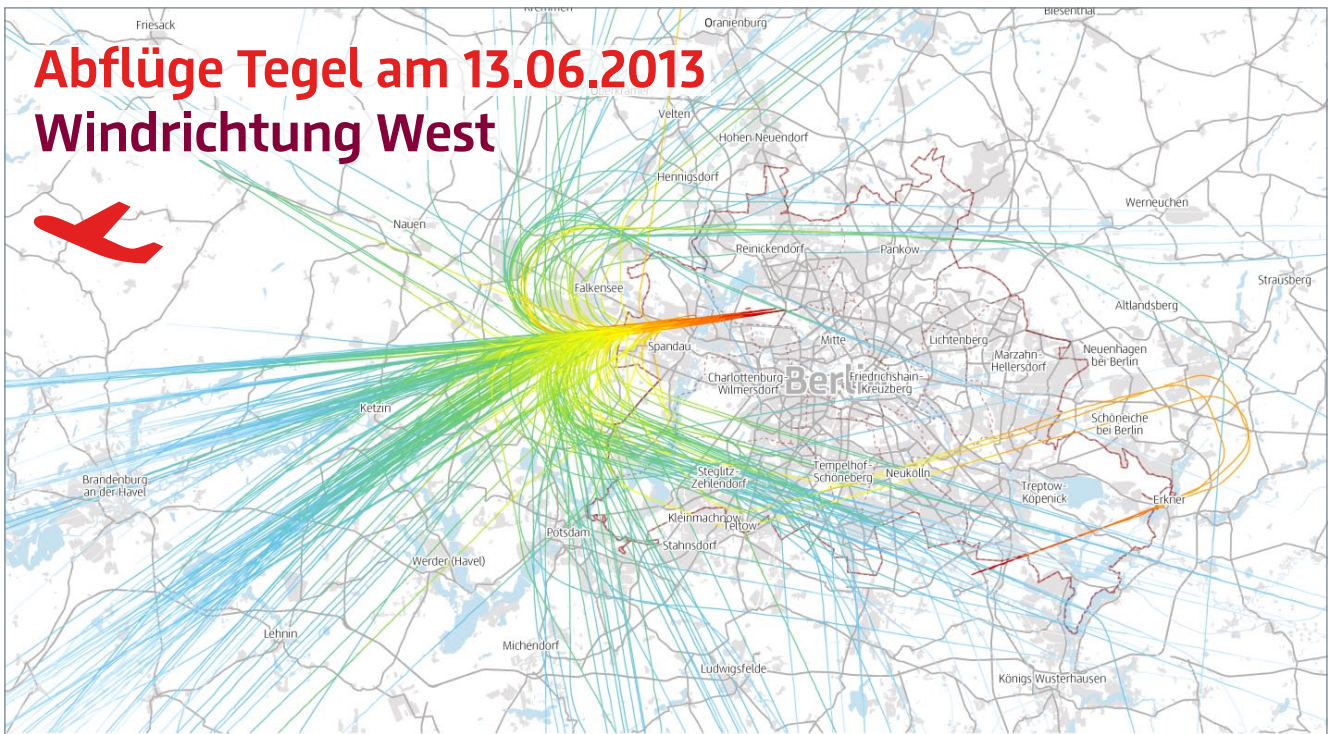 Kremmen
Biesenthal
Friesack
Oranienburg
Abflüge Tegel am 13.06.2013
Oberkrämer
Windrichtung West
Velten
Hohen Neuendorf
Hennigsdorf
Werneuchen
Nauen
Reinickendorf
Pankow
Strausberg
Falkensee
Altlandsberg
Spandau
Mitte
Lichtenberg
Marzahn-
Hellersdorf
Neuenhagen
bei Berlin
Charlottenburg-
Wilmersdorf
Berlin
Friedrichshain-
Kreuzberg
Ketzin
Schöneiche
bei Berlin
Brandenburg
an der Havel
Steglitz-
Zehlendorf
Tempelhof-
Schöneberg
Neukölln
Treptow-
Köpenick
Erkner
Kleinmachnow
Teltow
Potsdam
Stahnsdorf
Werder (Havel)
Lehnin
Michendorf
Ludwigsfelde
Königs Wusterhausen